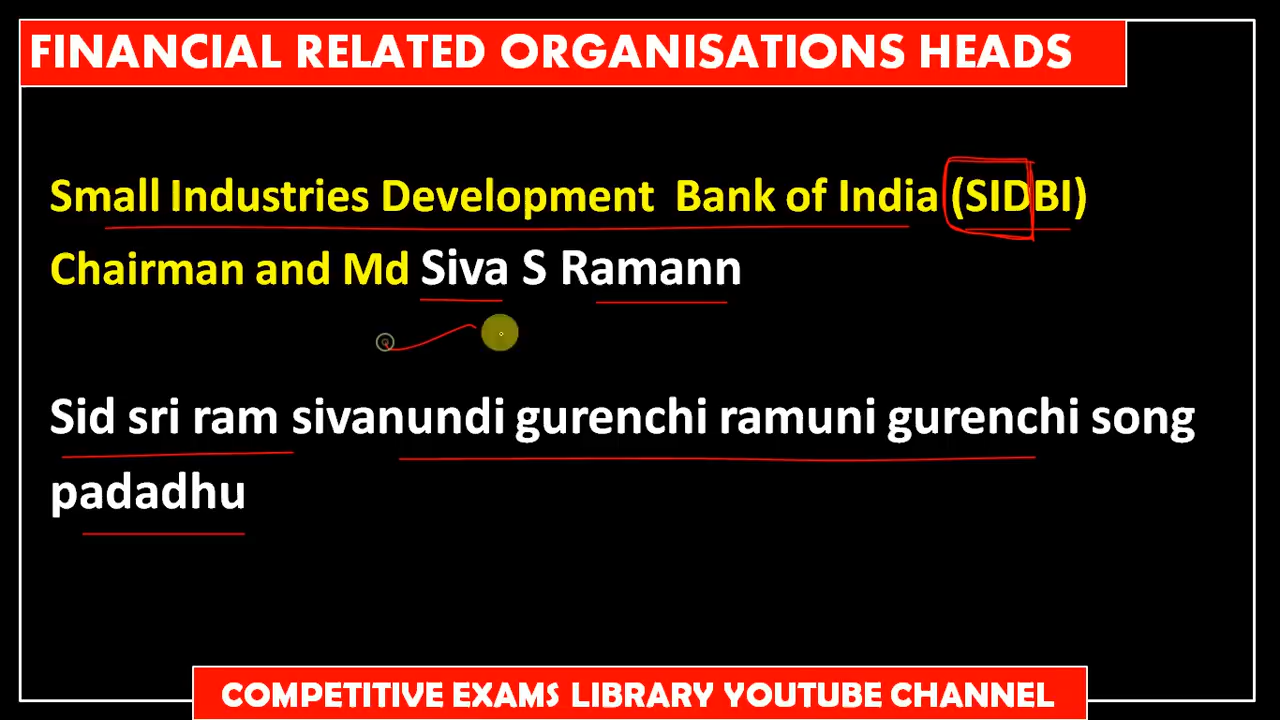 FINANCIAL RELATED ORGANISATIONS HEADS
Small Industries Development Bank of India (SIDBI)
Chairman and Md Siva S Ramann
Sid sri ram sivanundi gurenchi ramuni gurenchi song
padadhu
COMPETITIVE EXAMS LIBRARY YOUTUBE CHANNEL